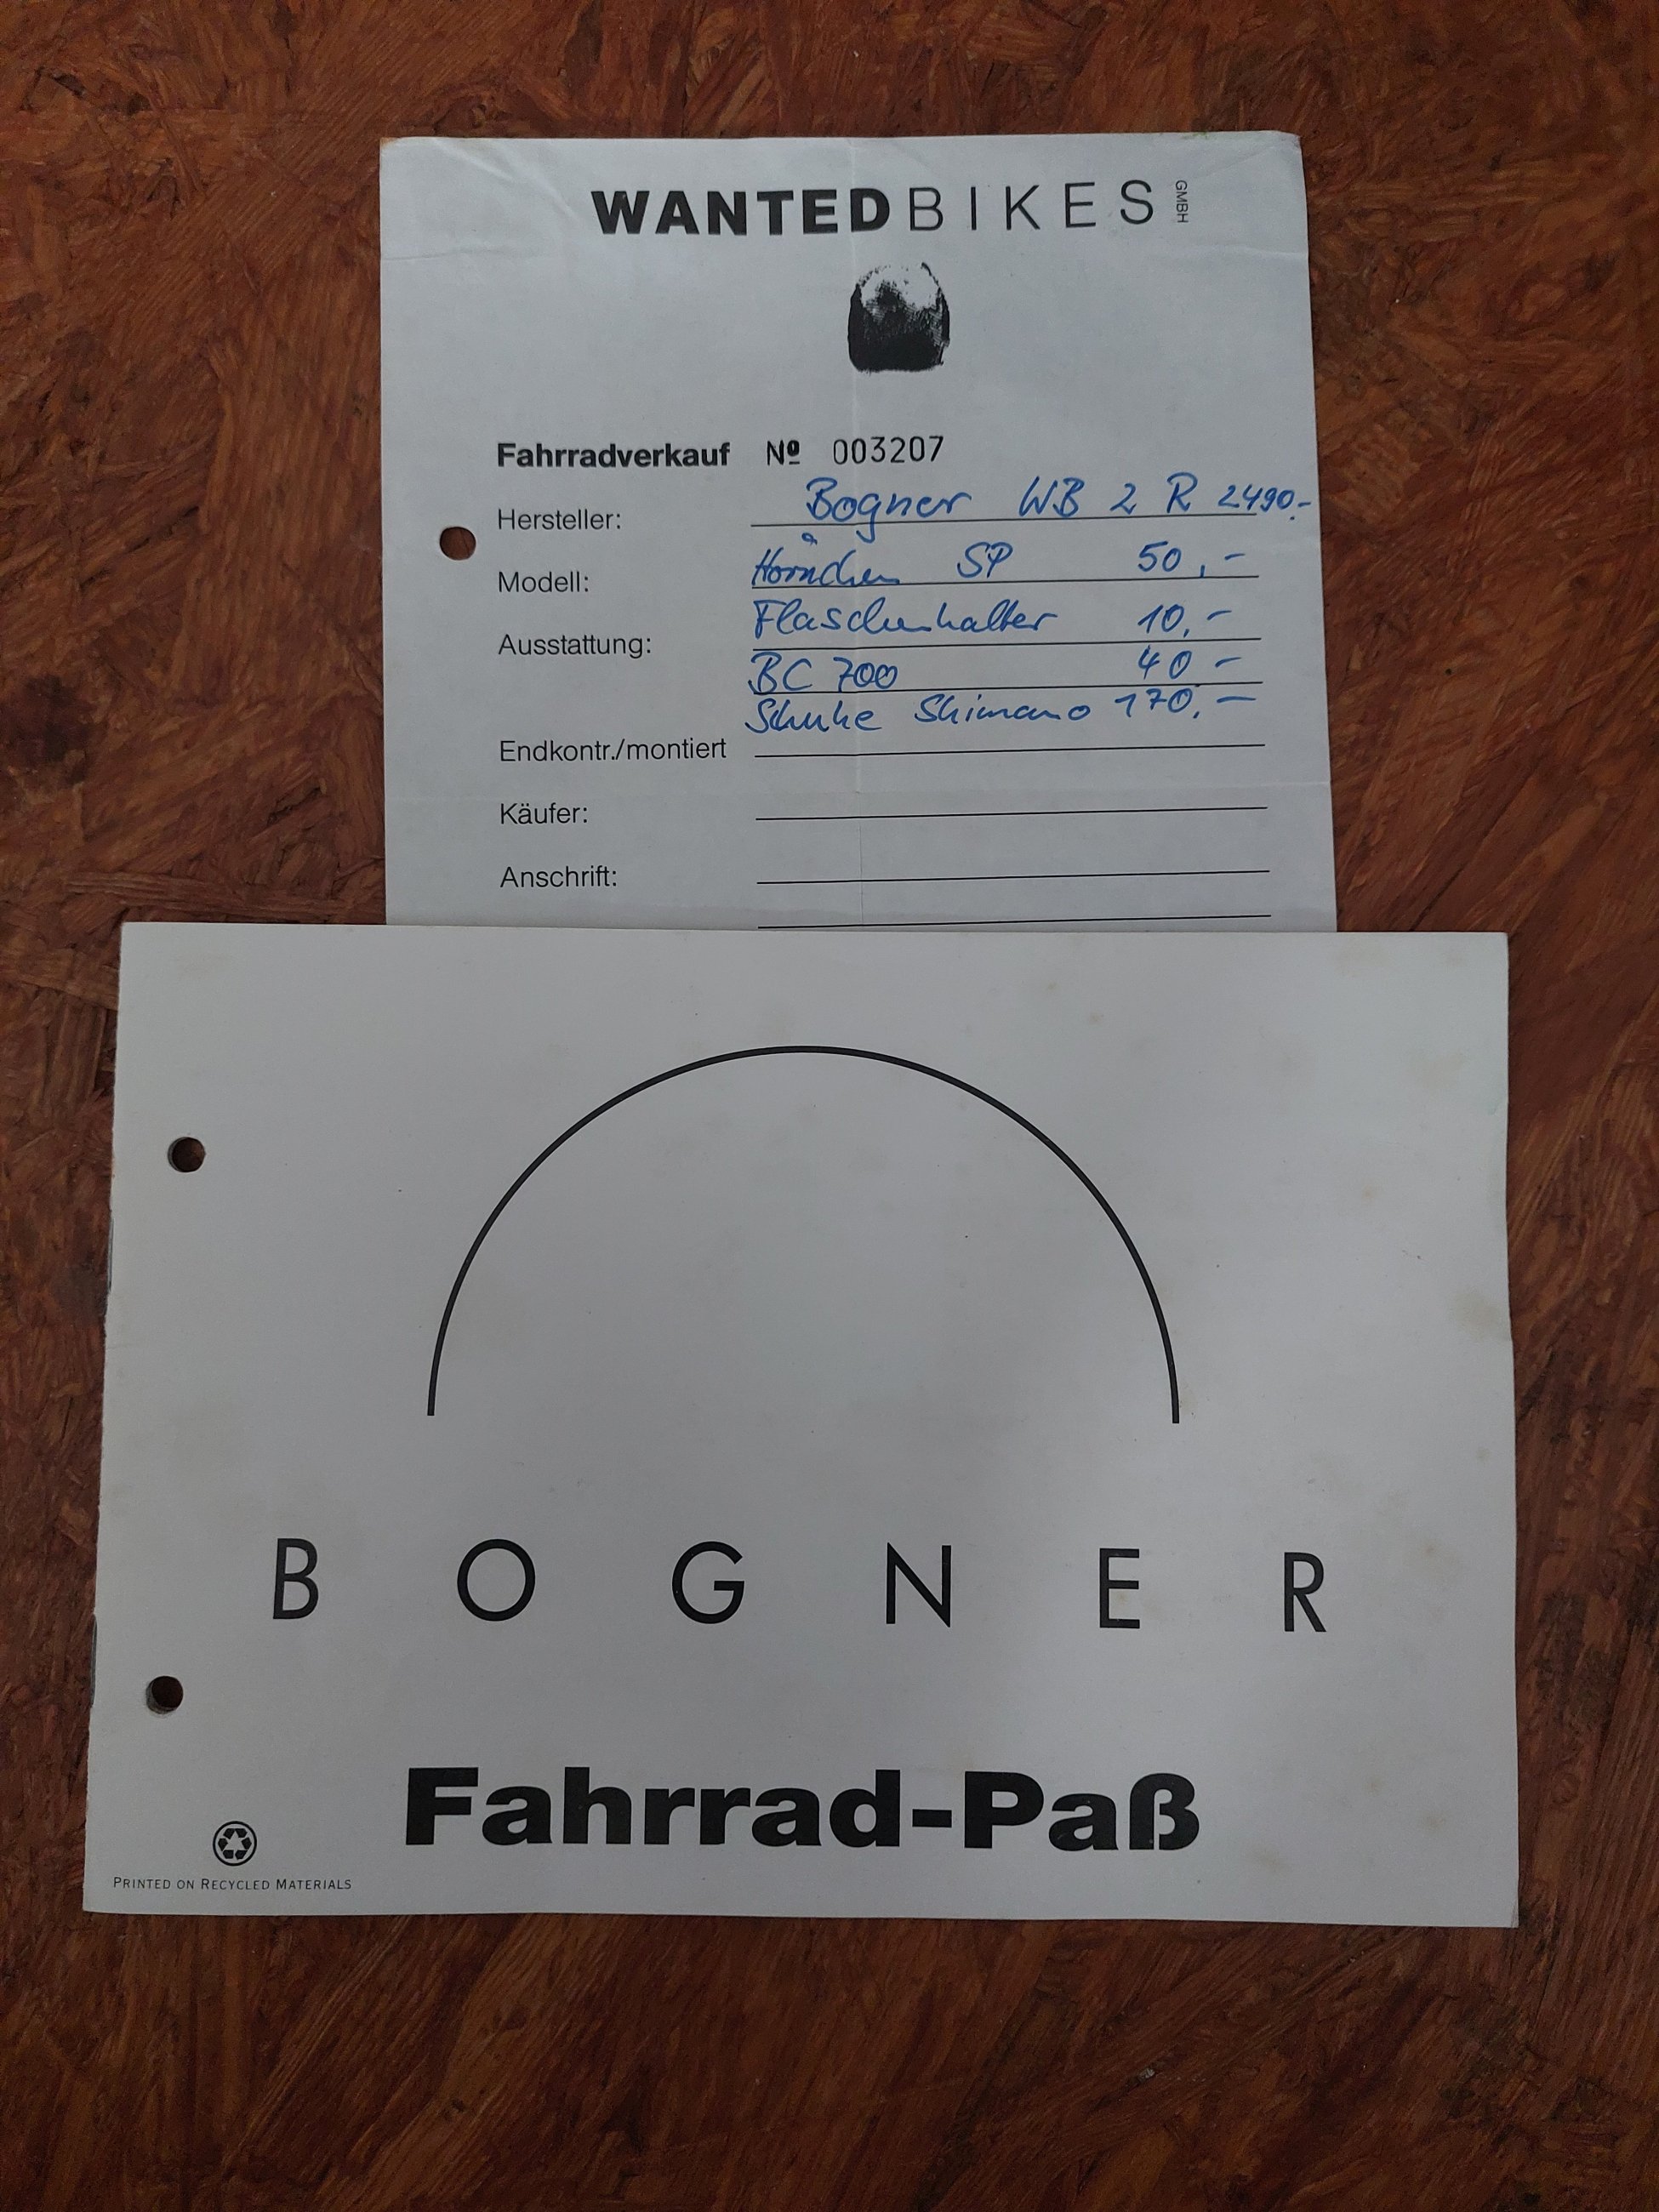 WANTEDBIKES GMBH
Fahrradverkauf Nº 003207
Hersteller: Bogner WB 2 R 2490.-
Modell: Hörnchen SP 50,-
Ausstattung: Flaschenhalter 10,-
BC 700 40 -
Schuhe Shimano 170,-
Endkontr./montiert
Käufer:
Anschrift:
BOGNER
Fahrrad-Paß
PRINTED ON RECYCLED MATERIALS